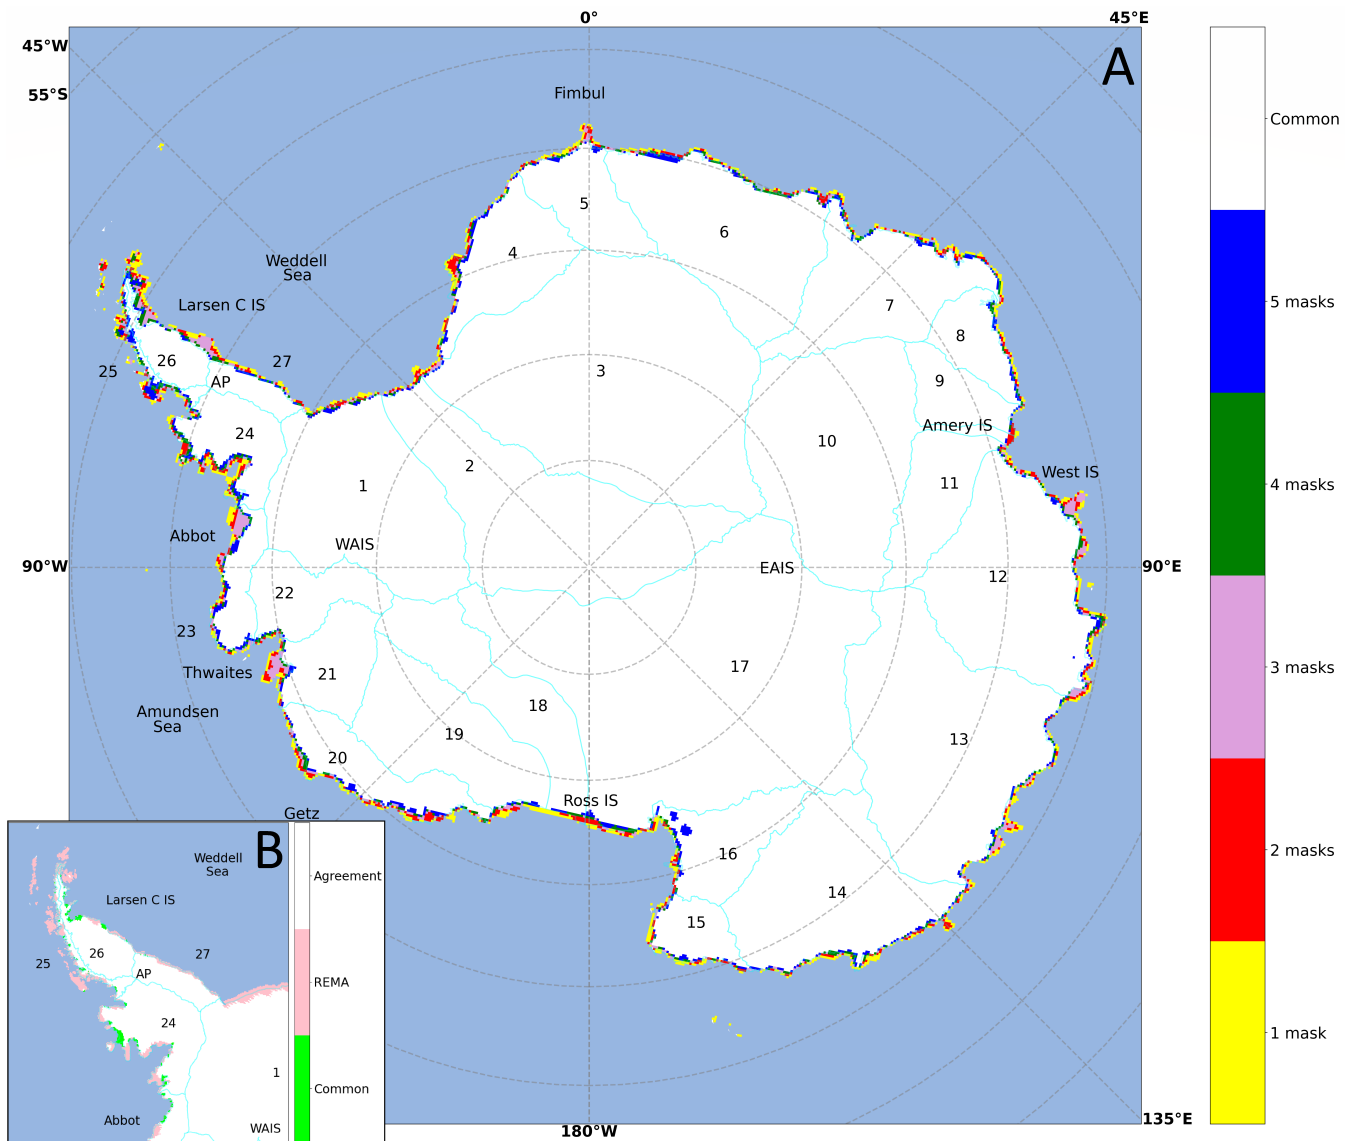 0°
45°E
45°W
A
55°S
Fimbul
Common
5
6
4
Weddell
Sea
5 masks
Larsen C IS
7
8
26
27
25
3
AP
9
Amery IS
24
10
West IS
2
1
11
4 masks
Abbot
WAIS
90°W
EAIS
90°E
12
22
23
17
3 masks
Thwaites
21
18
Amundsen
Sea
19
13
20
Ross IS
Getz
2 masks
16
14
15
1 mask
B
Weddell
Sea
Agreement
Larsen C IS
26
27
25
AP
REMA
24
1
Common
Abbot
WAIS
180°W
135°E